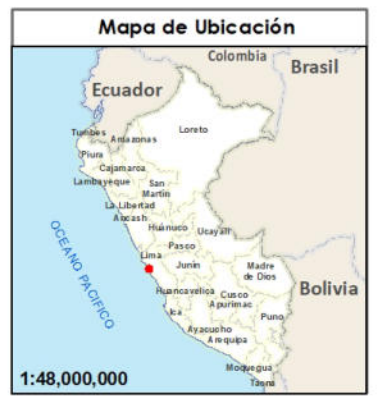 Mapa de Ubicación
Colombia
Brasil
Ecuador
Loreto
Tumbes
Amazonas
Piura
Cajamarca
Lambayeque
San
Martin
La Libertad
Ancash
Huánuco
Ucayali
Pasco
Lima
Junín
Madre
de Dios
OCEANO PACIFICO
Huancavelica
Cusco
Apurimac
Bolivia
Ica
Puno
Ayacucho
Arequipa
Moquegua
Tacna
1:48,000,000